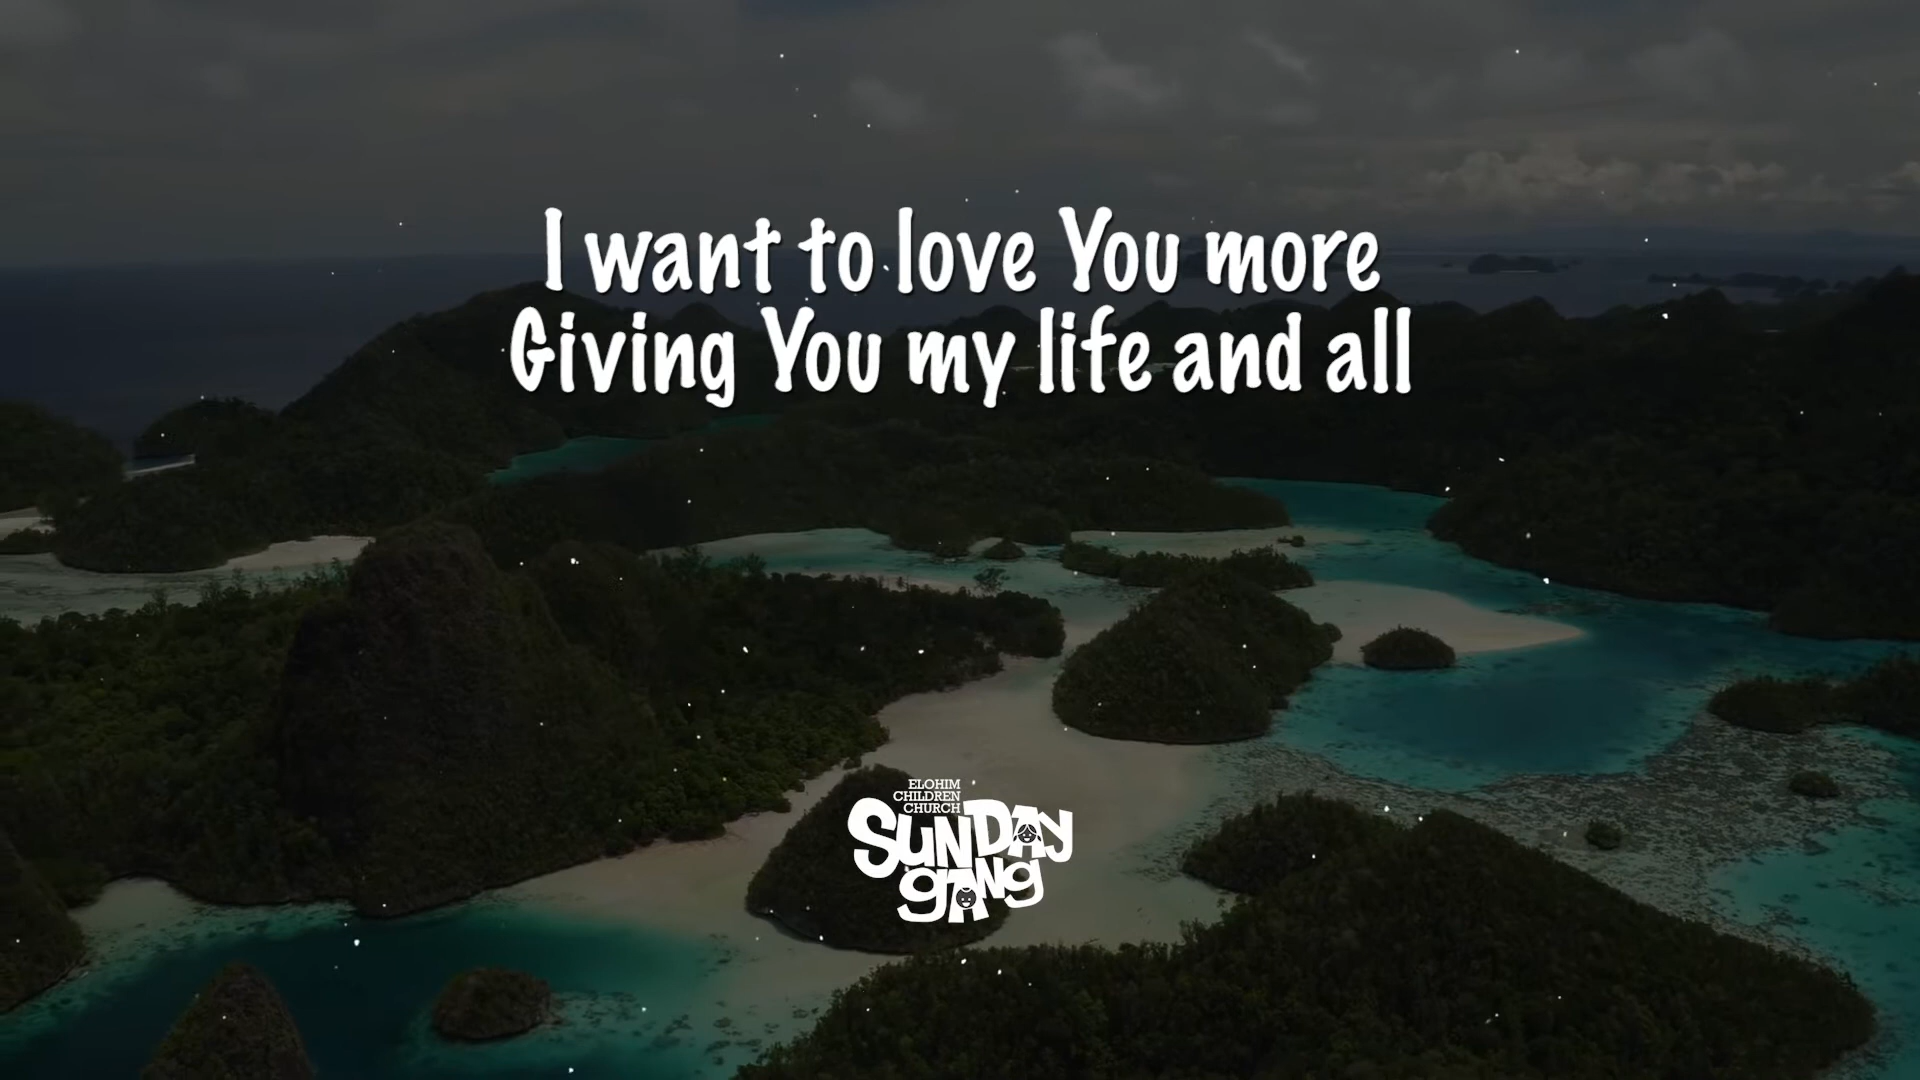 I want to love You more
Giving You my life and all
ELOHIM
CHILDREN
CHURCH
SUNDAY
gANg